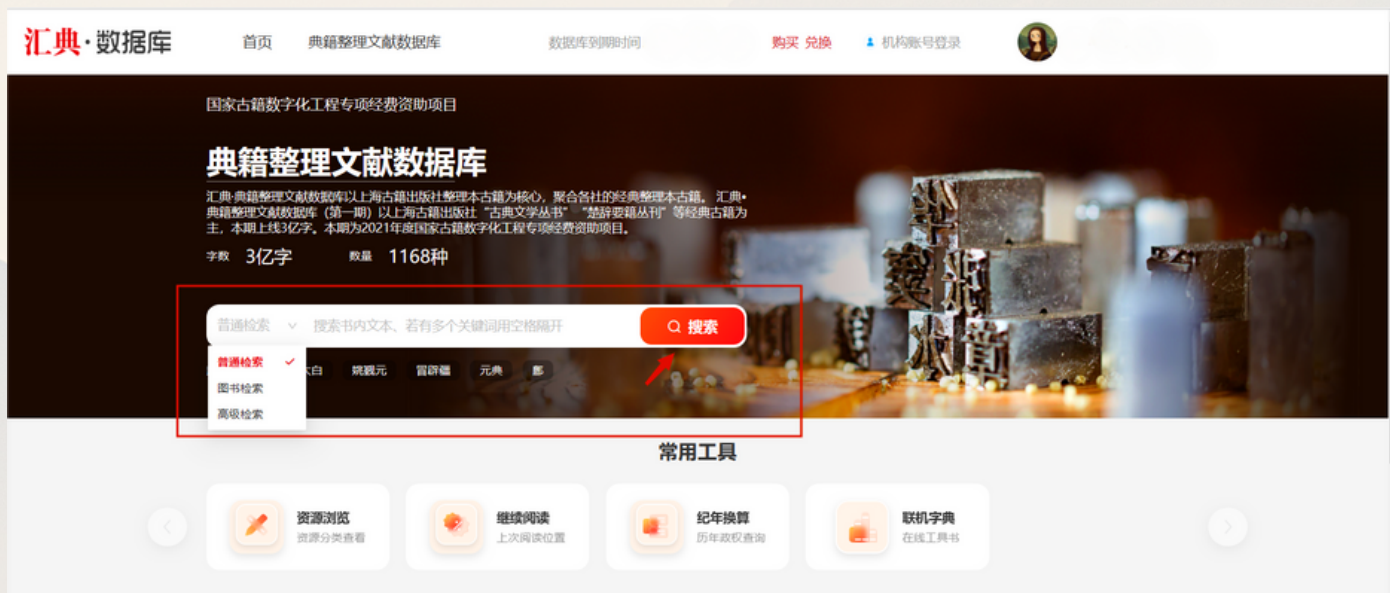 汇典·数据库 首页 典籍整理文献数据库 数据库到期时间 购买 兑换 机构账号登录
国家古籍数字化工程专项经费资助项目
典籍整理文献数据库
汇典·典籍整理文献数据库以上海古籍出版社整理本古籍为核心，聚合各社的经典整理本古籍。 汇典•
典籍整理文献数据库（第一期）以上海古籍出版社“古典文学丛书”“楚辞要籍丛刊”等经典古籍为
主，本期上线3亿字。本期为2021年度国家古籍数字化工程专项经费资助项目。
字数 3亿字 数量 1168种
普通检索 搜索书内文本、若有多个关键词用空格隔开 搜索
普通检索
太白 姚觐元 冒辟疆 元典
图书检索
高级检索
常用工具
资源浏览 继续阅读 纪年换算 联机字典
资源分类查看 上次阅读位置 历年政权查询 在线工具书